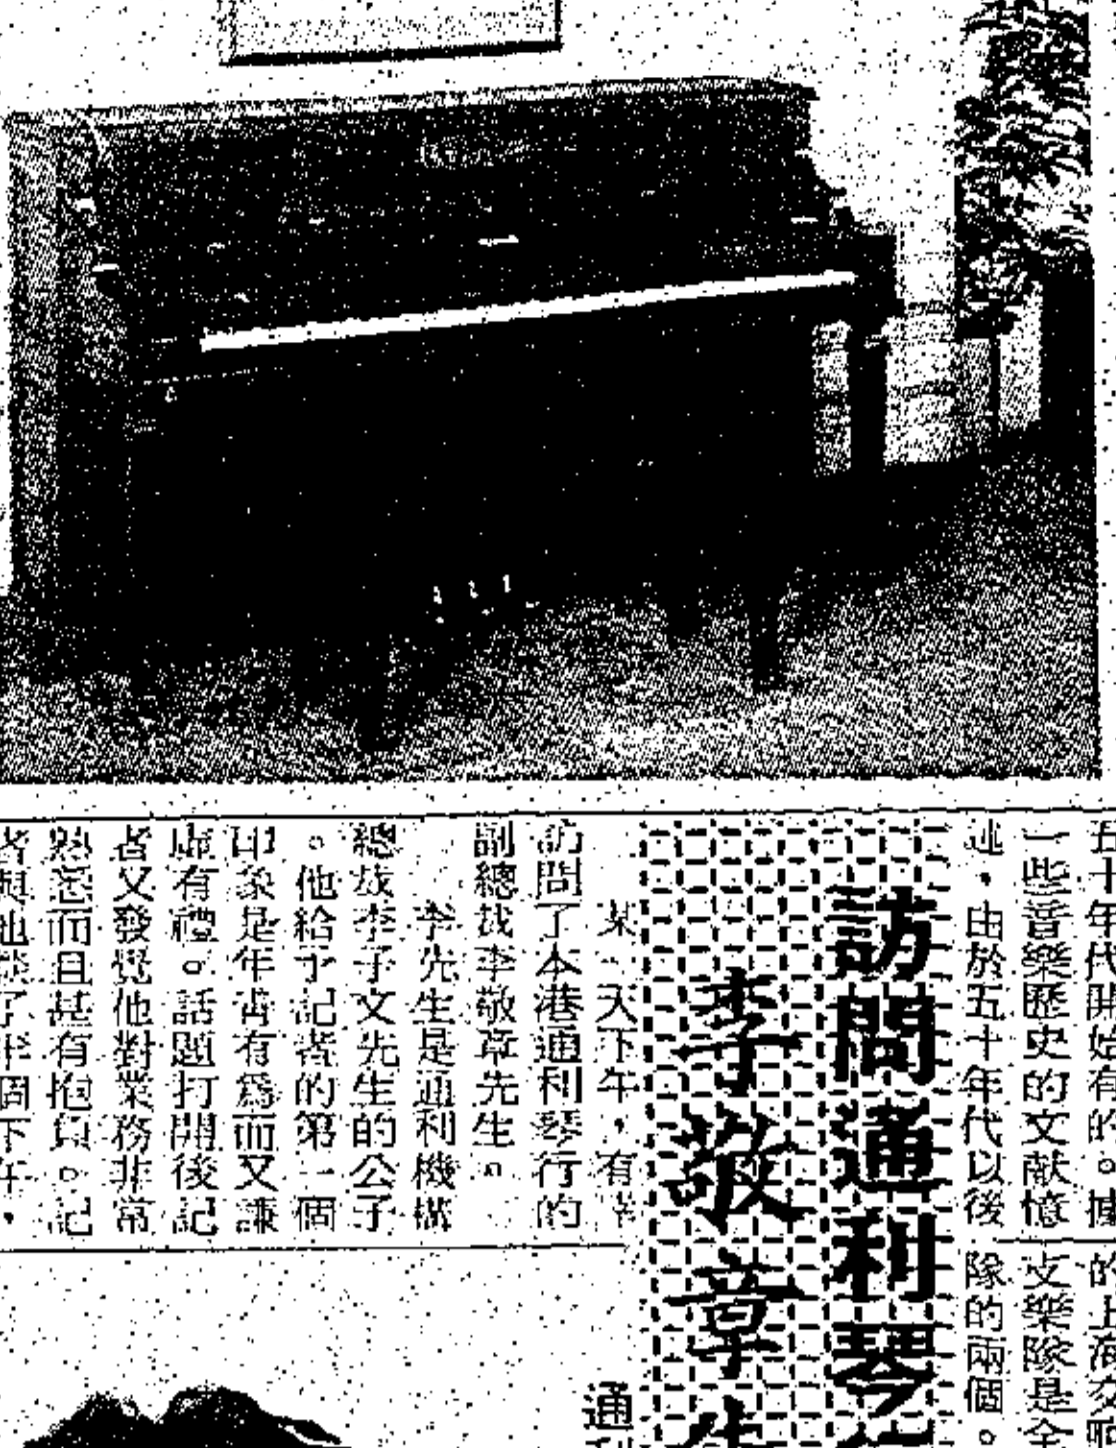 五十年代開始有的。據
一些音樂歷史的文献憶
述，由於五十年代以後
的上海交响
支樂隊是全
隊的兩個。
訪問通利琴行
李敬章先生
某一天下午，有
訪問了本港通利琴行的
副總裁李敬章先生。
李先生是通利機構
總裁李子文先生的公子
。他給予記者的第一個
印象是年青有為而又謙
虛有禮。話題打開後記
者又發覺他對業務非常
熟悉而且甚有抱負。記
者與他談了半個下午，
通利